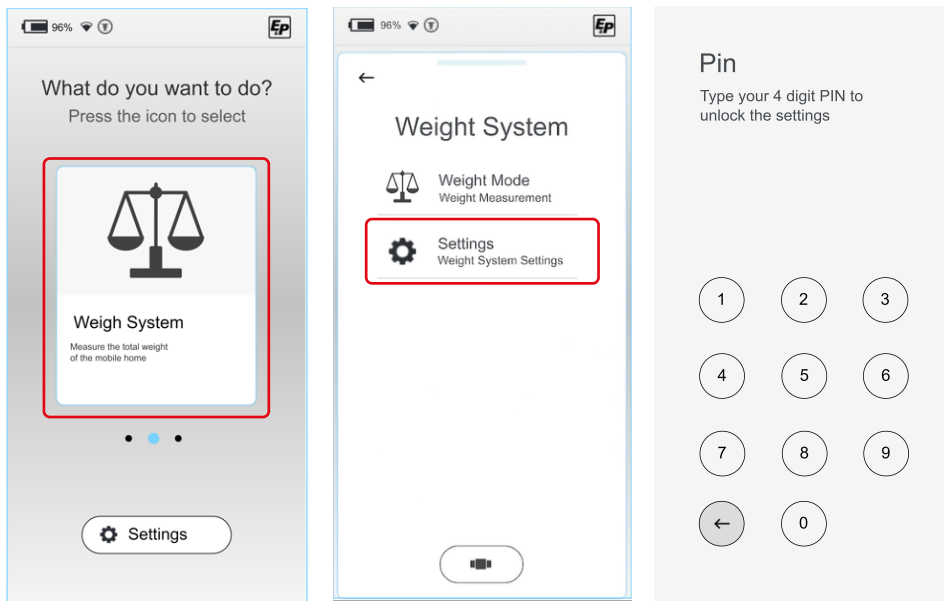 96%
EP
What do you want to do?
Press the icon to select
Weigh System
Measure the total weight
of the mobile home
Settings
96%
EP
←
Weight System
Weight Mode
Weight Measurement
Settings
Weight System Settings
Pin
Type your 4 digit PIN to
unlock the settings
1 2 3
4 5 6
7 8 9
← 0